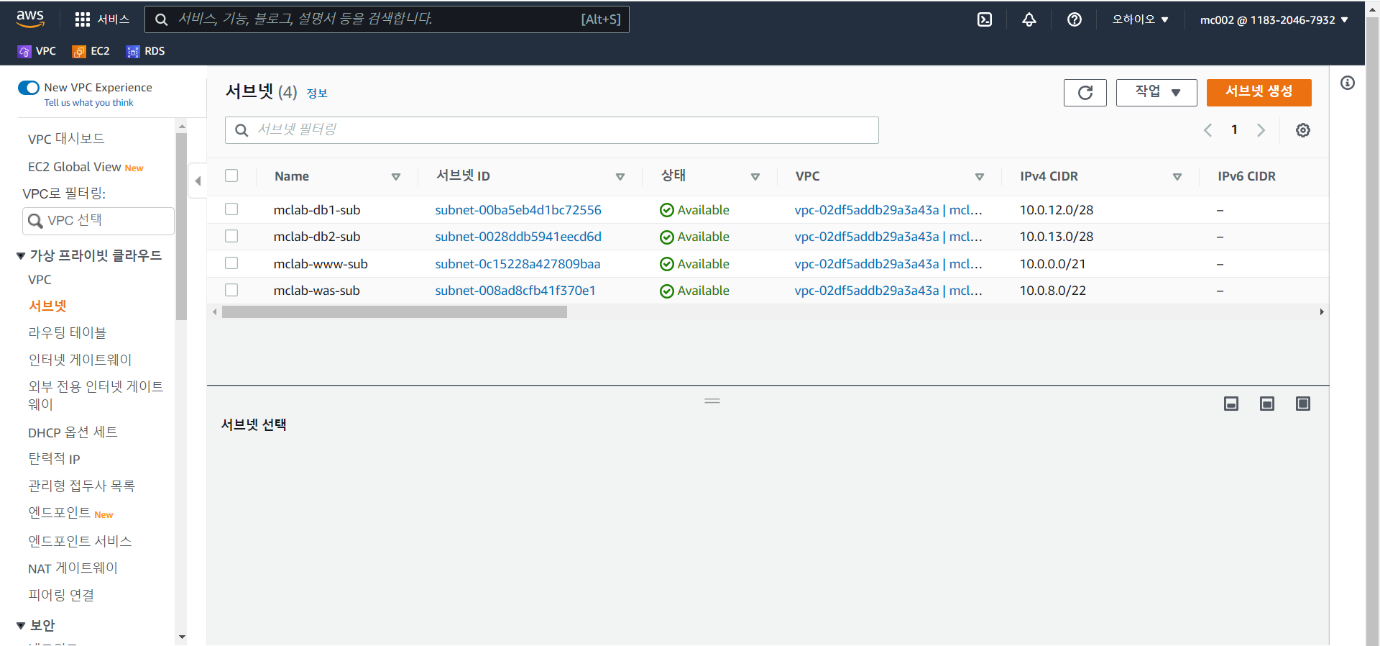 aws 서비스 서비스, 기능, 블로그, 설명서 등을 검색합니다. [Alt+S] 오하이오 ▼ mc002 @ 1183-2046-7932 ▼
VPC EC2 RDS
New VPC Experience
Tell us what you think
VPC 대시보드
EC2 Global View New
VPC로 필터링:
VPC 선택
▼ 가상 프라이빗 클라우드
VPC
서브넷
라우팅 테이블
인터넷 게이트웨이
외부 전용 인터넷 게이트
웨이
DHCP 옵션 세트
탄력적 IP
관리형 접두사 목록
엔드포인트 New
엔드포인트 서비스
NAT 게이트웨이
피어링 연결
▼ 보안
서브넷 (4) 정보
작업 ▼
서브넷 생성
서브넷 필터링
1
Name 서브넷 ID 상태 VPC IPv4 CIDR IPv6 CIDR
mclab-db1-sub subnet-00ba5eb4d1bc72556 Available vpc-02df5addb29a3a43a | mcl... 10.0.12.0/28 –
mclab-db2-sub subnet-0028ddb5941eecd6d Available vpc-02df5addb29a3a43a | mcl... 10.0.13.0/28 –
mclab-www-sub subnet-0c15228a427809baa Available vpc-02df5addb29a3a43a | mcl... 10.0.0.0/21 –
mclab-was-sub subnet-008ad8cfb41f370e1 Available vpc-02df5addb29a3a43a | mcl... 10.0.8.0/22 –
서브넷 선택